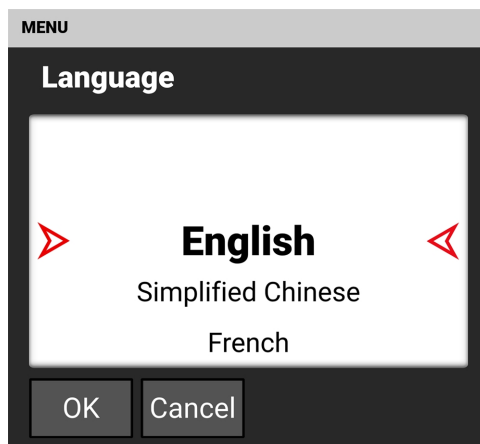 MENU
Language
English
Simplified Chinese
French
OK
Cancel